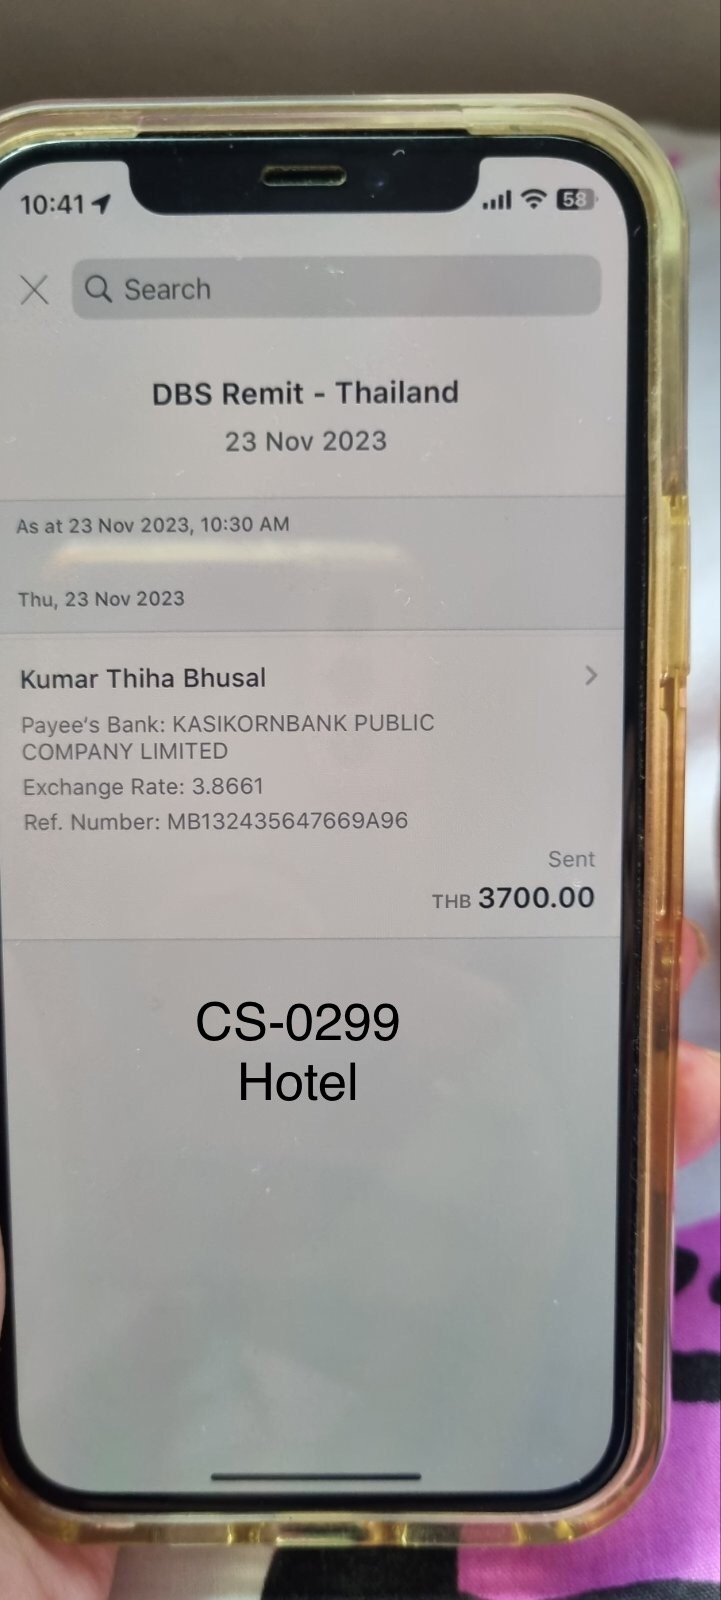 10:41
58
Search
DBS Remit - Thailand
23 Nov 2023
As at 23 Nov 2023, 10:30 AM
Thu, 23 Nov 2023
Kumar Thiha Bhusal
Payee's Bank: KASIKORNBANK PUBLIC
COMPANY LIMITED
Exchange Rate: 3.8661
Ref. Number: MB132435647669A96
Sent
THB 3700.00
CS-0299
Hotel